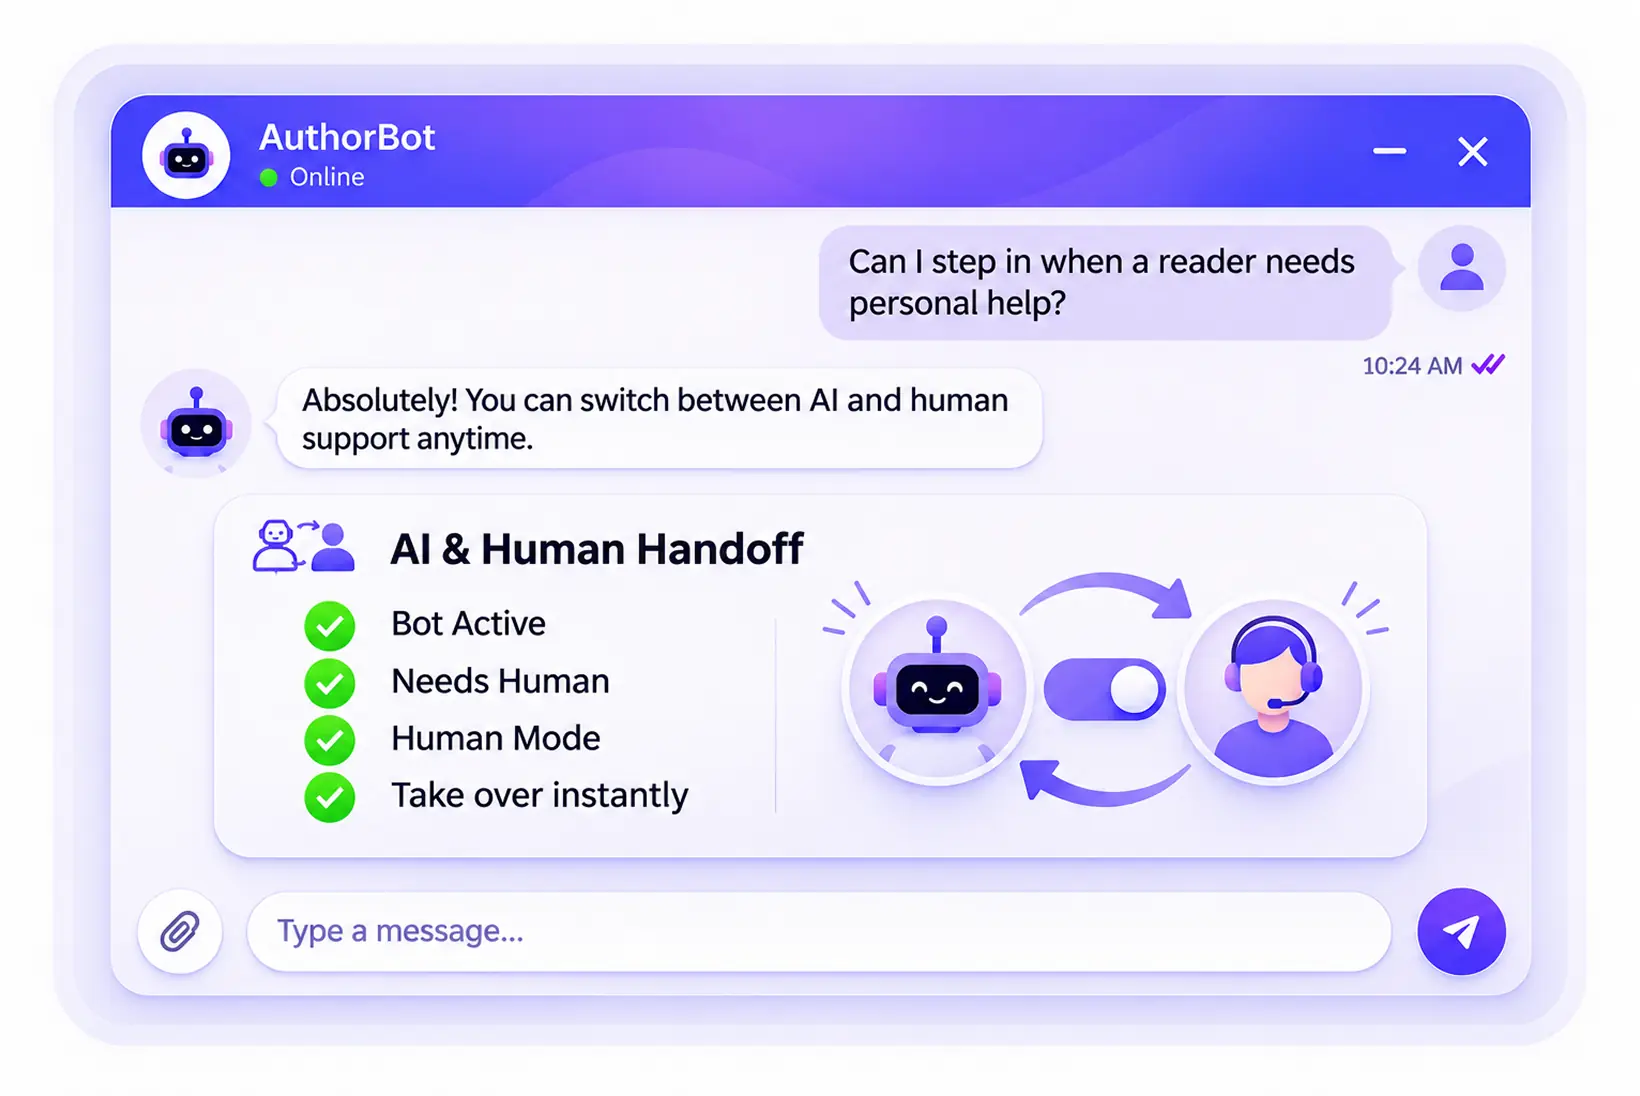 AuthorBot
Online
Can I step in when a reader needs
personal help?
10:24 AM
Absolutely! You can switch between AI and human
support anytime.
AI & Human Handoff
Bot Active
Needs Human
Human Mode
Take over instantly
Type a message...